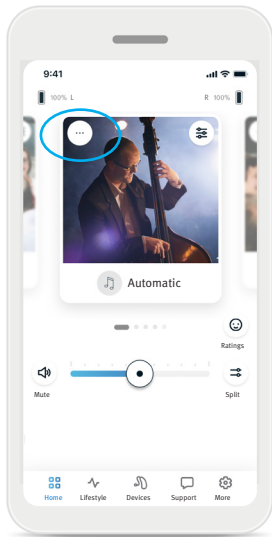 9:41
100% L
R 100%
Automatic
Ratings
Mute
Split
Home Lifestyle Devices Support More